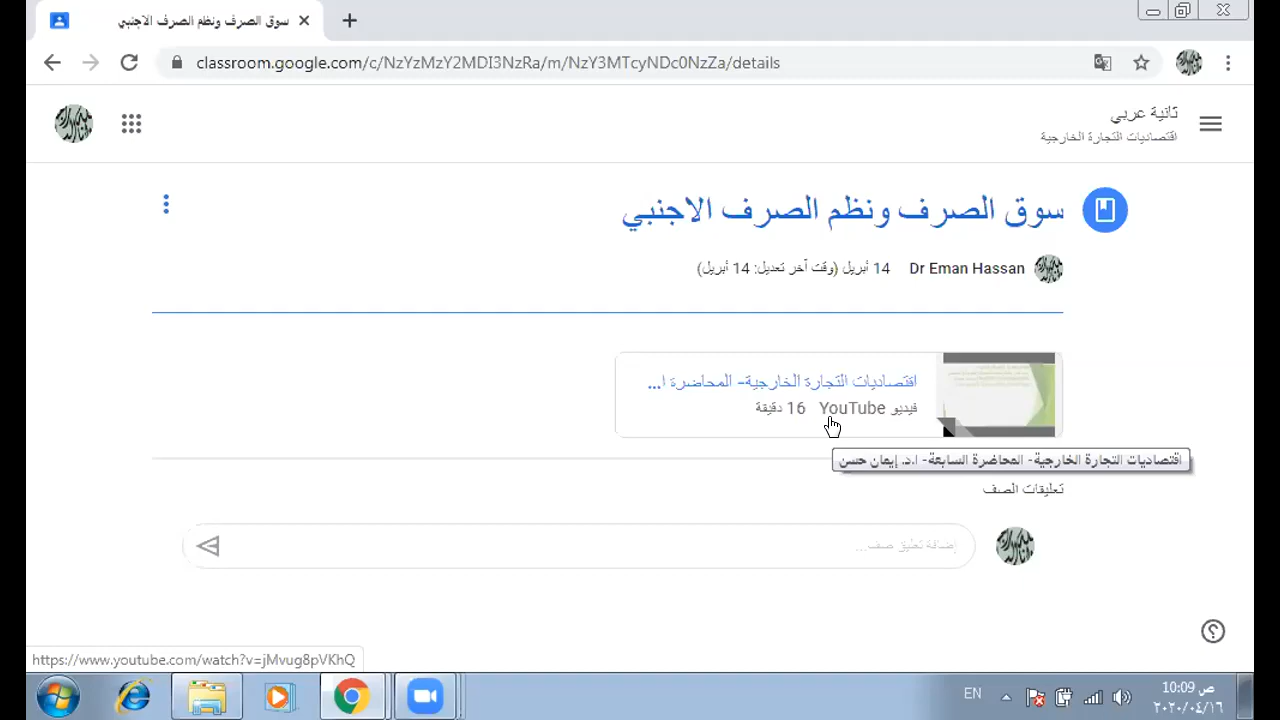 سوق الصرف ونظم الصرف الاجنبي
classroom.google.com/c/NzYzMzY2MDI3NzRa/m/NzY3MTcyNDc0NzZa/details
ثانية عربي
اقتصاديات التجارة الخارجية
سوق الصرف ونظم الصرف الاجنبي
Dr Eman Hassan 14 أبريل (وقت آخر تعديل: 14 أبريل)
اقتصاديات التجارة الخارجية- المحاضرة ا...
فيديو YouTube 16 دقيقة
اقتصاديات التجارة الخارجية- المحاضرة السابعة- ا.د. إيمان حسن
تعليقات الصف
إضافة تعليق صف...
https://www.youtube.com/watch?v=jMvug8pVKhQ
EN
10:09 ص
٢٠٢٠/٠٤/١٦